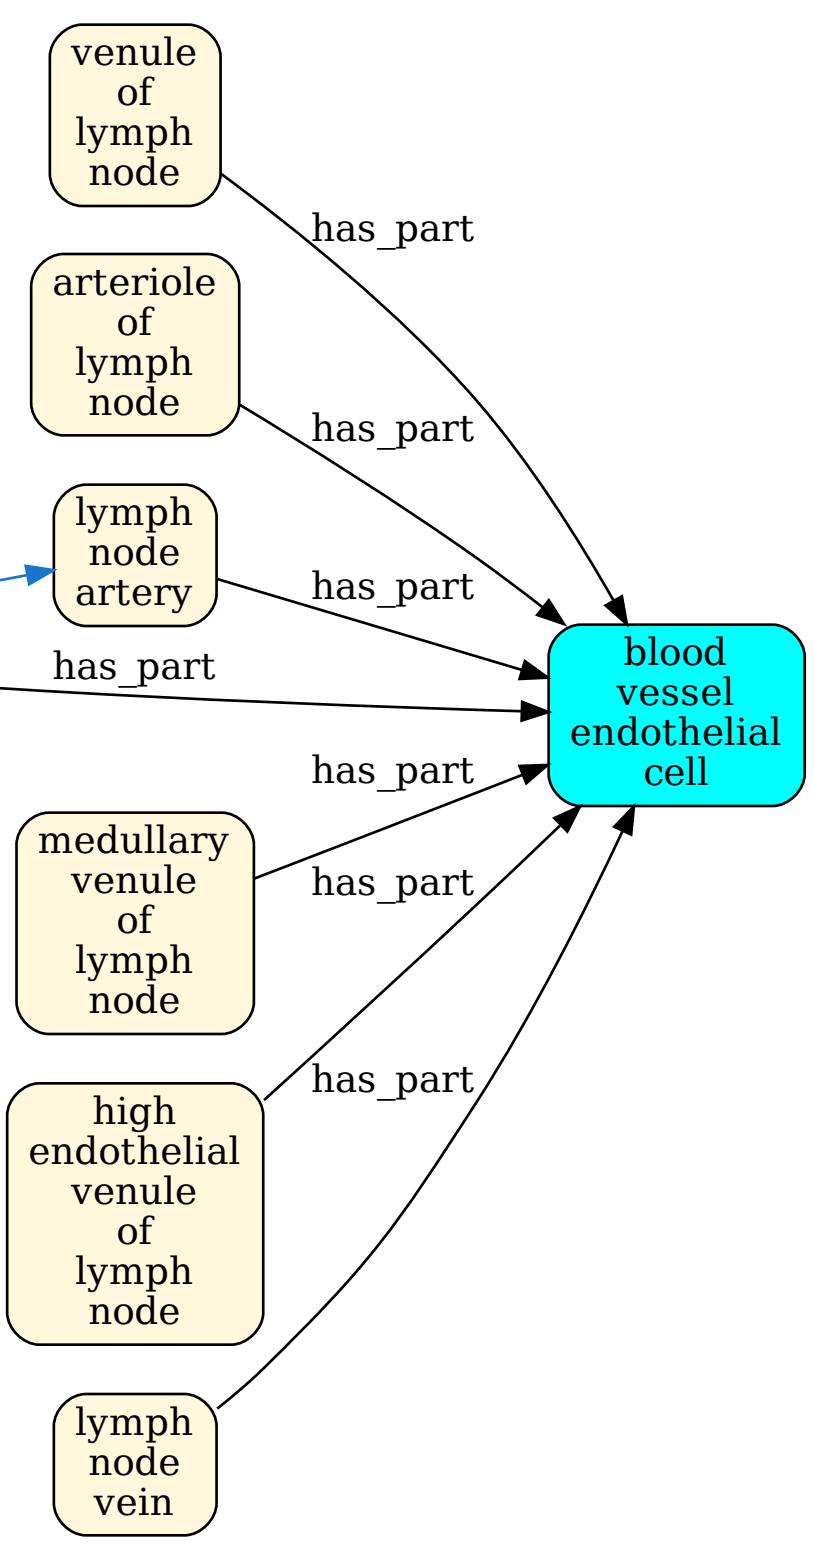 venule
of
lymph
node
has_part
arteriole
of
lymph
node
has_part
lymph
node
artery
has_part
has_part
blood
vessel
endothelial
cell
has_part
medullary
venule
of
lymph
node
has_part
high
endothelial
venule
of
lymph
node
has_part
lymph
node
vein